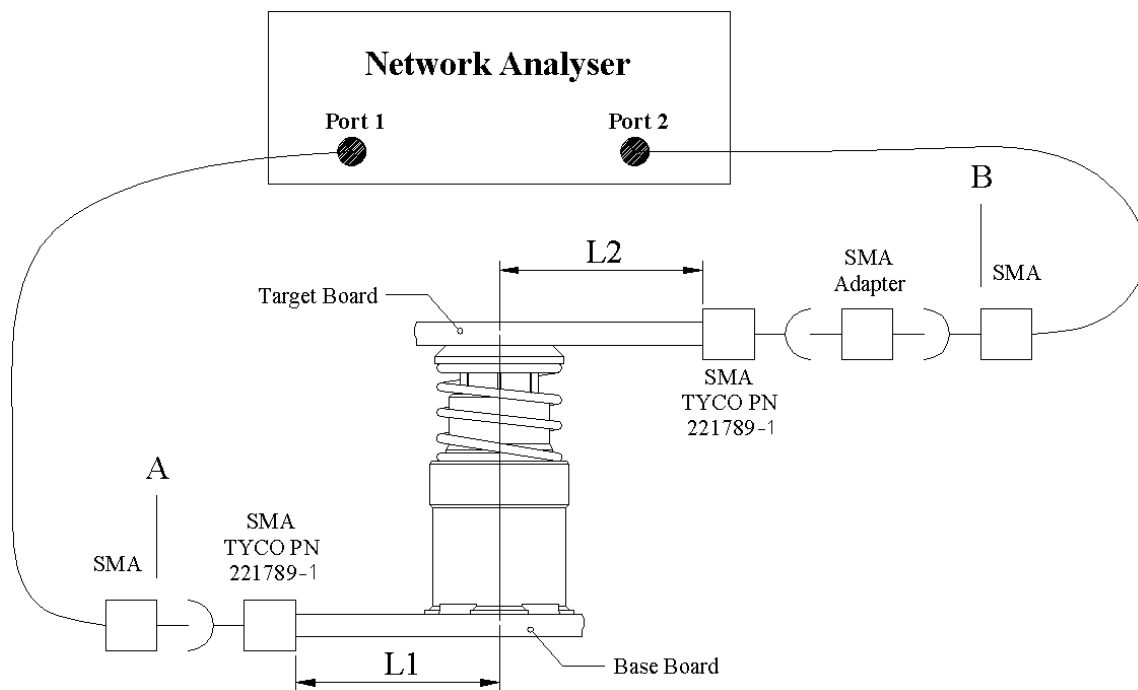 Network Analyser
Port 1
Port 2
B
L2
SMA
Adapter
SMA
Target Board
SMA
TYCO PN
221789-1
A
SMA
TYCO PN
221789-1
SMA
L1
Base Board